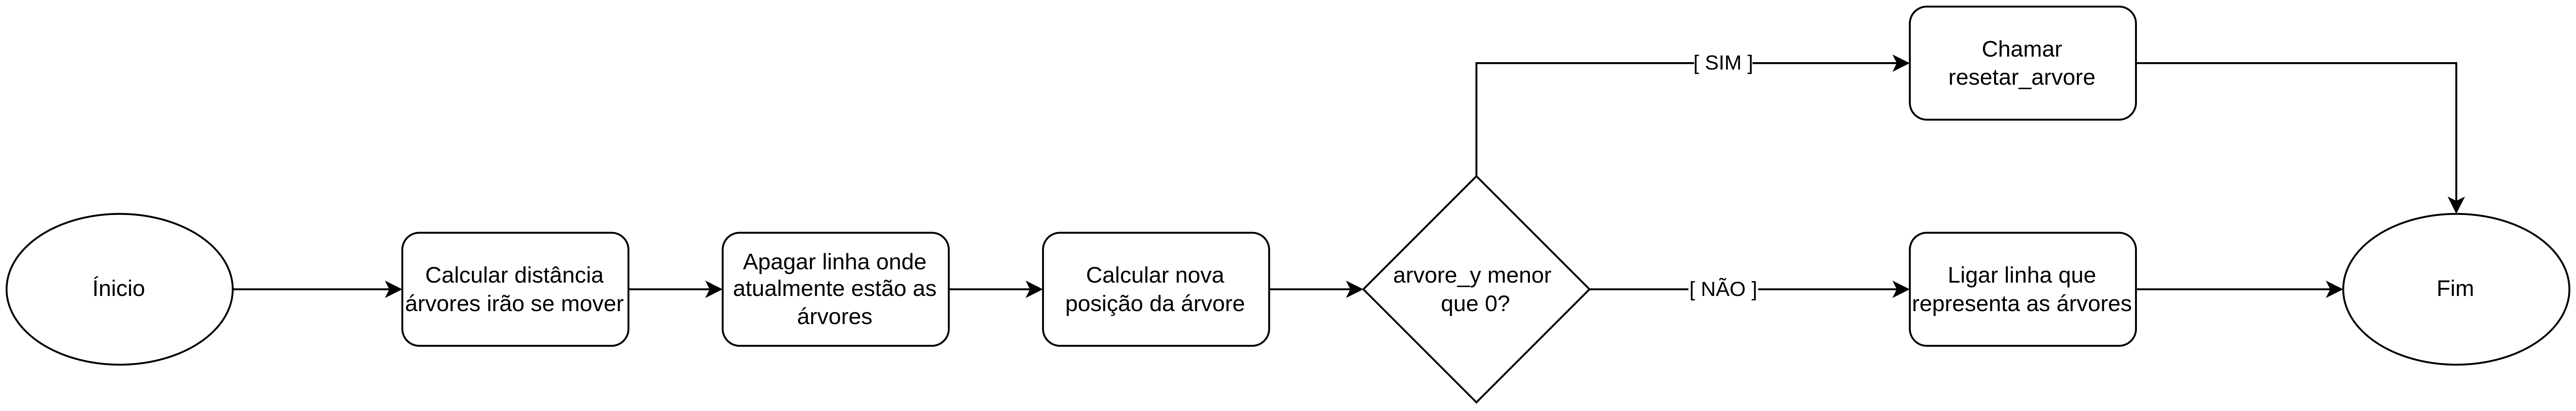 Ínicio
Calcular distância
árvores irão se mover
Apagar linha onde
atualmente estão as
árvores
Calcular nova
posição da árvore
arvore_y menor
que 0?
[ SIM ]
Chamar
resetar_arvore
[ NÃO ]
Ligar linha que
representa as árvores
Fim